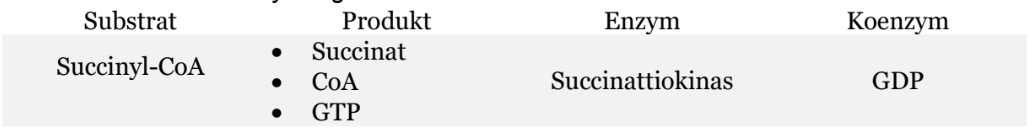 Substrat Produkt Enzym Koenzym
Succinyl-CoA
• Succinat
• CoA
• GTP
Succinattiokinas
GDP